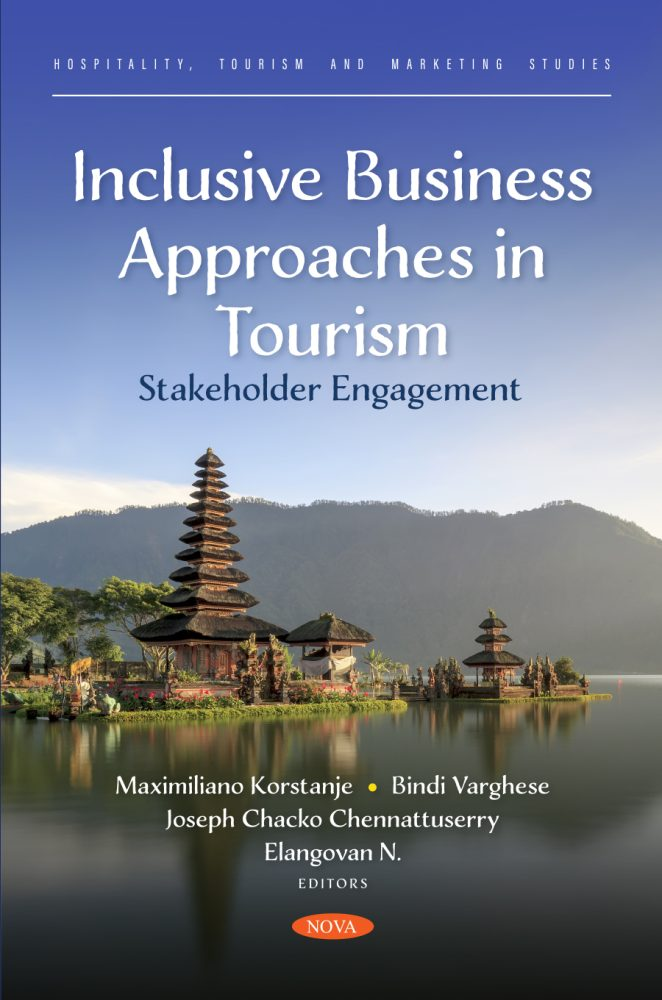 HOSPITALITY, TOURISM AND MARKETING STUDIES
Inclusive Business
Approaches in
Tourism
Stakeholder Engagement
Maximiliano Korstanje • Bindi Varghese
Joseph Chacko Chennattuserry
Elangovan N.
EDITORS
NOVA